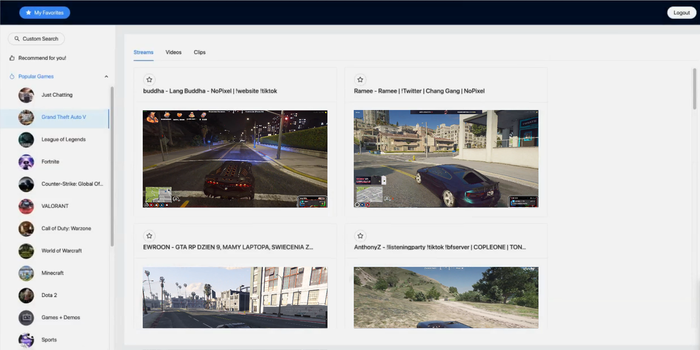 My Favorites
Logout
Custom Search
Recommend for you!
Popular Games
Just Chatting
Grand Theft Auto V
League of Legends
Fortnite
Counter-Strike: Global Of...
VALORANT
Call of Duty: Warzone
World of Warcraft
Minecraft
Dota 2
Games + Demos
Sports
Streams Videos Clips
buddha - Lang Buddha - NoPixel | !website !tiktok
Ramee - Ramee | !Twitter | Chang Gang | NoPixel
EWROON - GTA RP DZIEN 9, MAMY LAPTOPA, SWIECENIA Z...
AnthonyZ - !listeningparty !tiktok !bfserver | COPLEONE | TON...